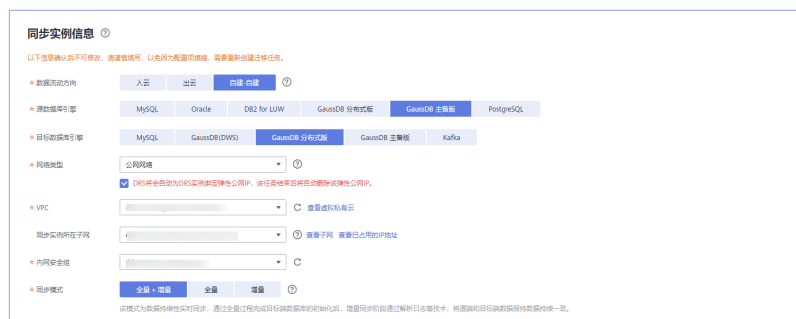 同步实例信息
以下信息确认后不可修改，请谨慎填写，以免因为配置项填错，需要重新创建迁移任务。
* 数据流动方向 入云 出云 自建-自建
* 源数据库引擎 MySQL Oracle DB2 for LUW GaussDB 分布式版 GaussDB 主备版 PostgreSQL
* 目标数据库引擎 MySQL GaussDB(DWS) GaussDB 分布式版 GaussDB 主备版 Kafka
* 网络类型 公网网络
DRS将会自动为DRS实例绑定弹性公网IP，该任务结束后将自动删除该弹性公网IP。
* VPC 查看虚拟私有云
同步实例所在子网 查看子网 查看已占用的IP地址
* 内网安全组
* 同步模式 全量+增量 全量 增量
该模式为数据持续性实时同步，通过全量过程完成目标端数据库的初始化后，增量同步阶段通过解析日志等技术，将源端和目标端数据保持数据持续一致。